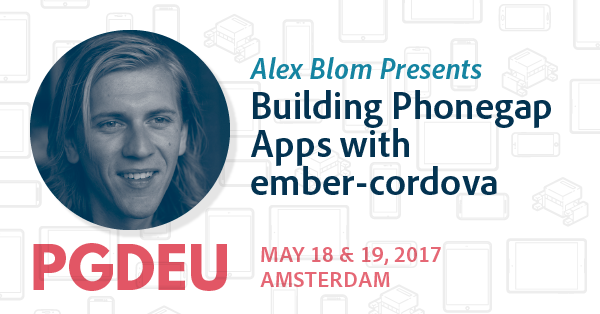 Alex Blom Presents
Building Phonegap
Apps with
ember-cordova
PGDEU
MAY 18 & 19, 2017
AMSTERDAM